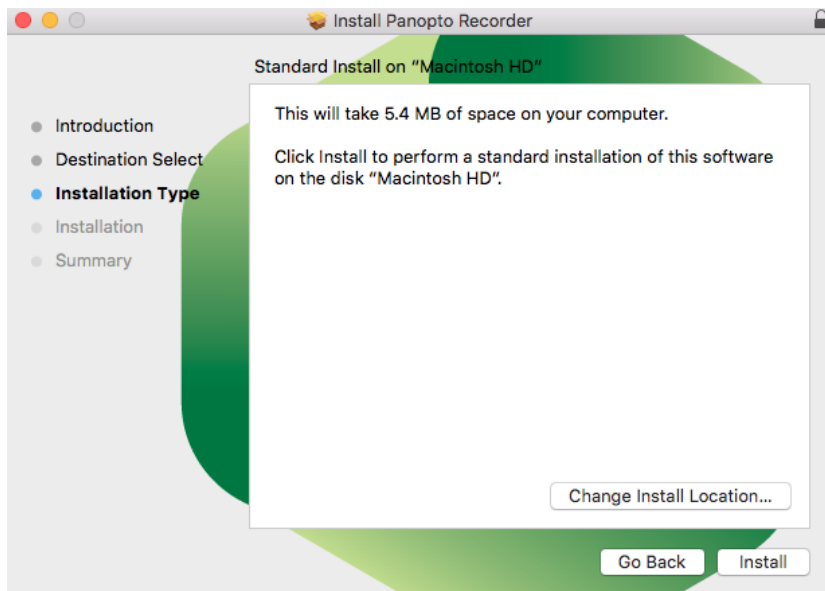 Install Panopto Recorder
Standard Install on “Macintosh HD”
Introduction
Destination Select
Installation Type
Installation
Summary
This will take 5.4 MB of space on your computer.
Click Install to perform a standard installation of this software
on the disk “Macintosh HD”.
Change Install Location...
Go Back
Install